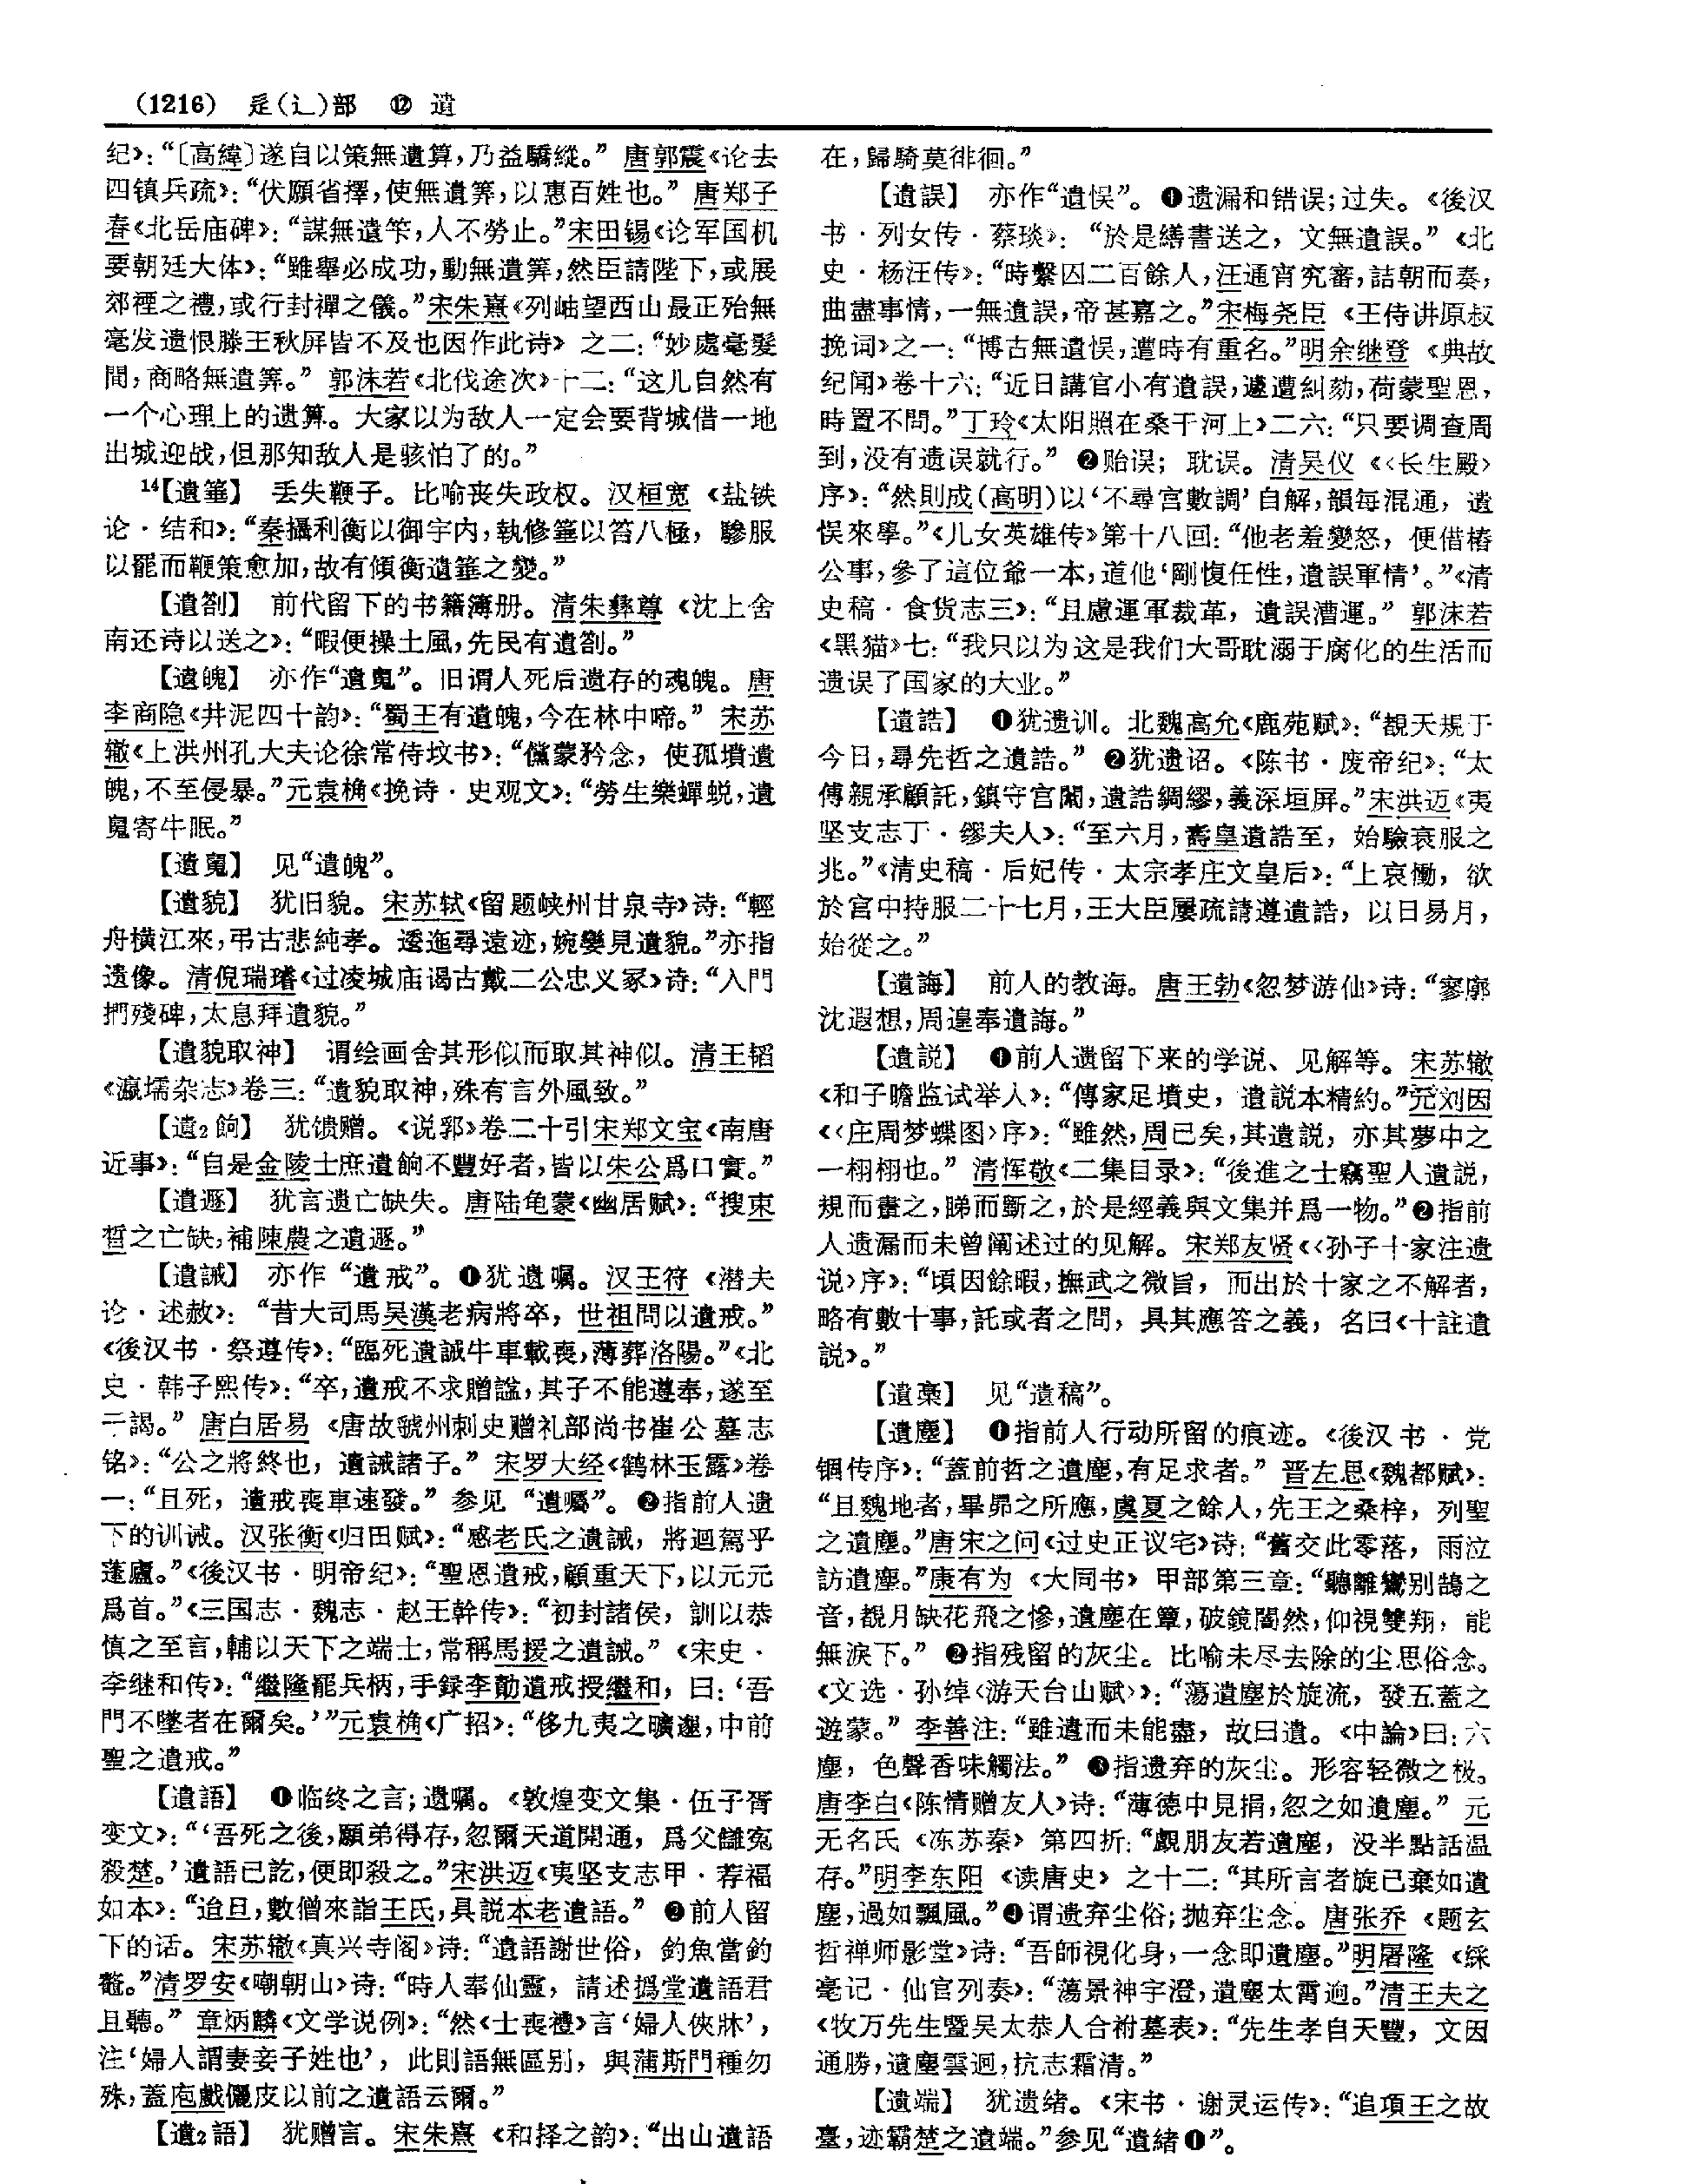 (1216) 辵(辶)部 ⑫ 遺
纪》：“〔高緯〕遂自以策無遺算，乃益驕縱。” 唐郭震《论去
四镇兵疏》：“伏願省擇，使無遺筭，以惠百姓也。” 唐郑子
春《北岳庙碑》：“謀無遺笇，人不勞止。”宋田锡《论军国机
要朝廷大体》：“雖舉必成功，動無遺筭，然臣請陛下，或展
郊禋之禮，或行封禪之儀。”宋朱熹《列岫望西山最正殆無
毫发遗恨滕王秋屏皆不及也因作此诗》之二：“妙處毫髮
間，商略無遺筭。” 郭沫若《北伐途次》十二：“这儿自然有
一个心理上的遗算。大家以为敌人一定会要背城借一地
出城迎战，但那知敌人是骇怕了的。”
14【遺箠】 丢失鞭子。比喻丧失政权。汉桓宽《盐铁
论·结和》：“秦攝利衡以御宇内，執修箠以笞八極，驂服
以罷而鞭策愈加，故有傾衡遺箠之變。”
【遺劄】 前代留下的书籍簿册。清朱彝尊《沈上舍
南还诗以送之》：“暇便操土風，先民有遺劄。”
【遺魄】 亦作“遺䰟”。旧谓人死后遗存的魂魄。唐
李商隐《井泥四十韵》：“蜀王有遺魄，今在林中啼。” 宋苏
辙《上洪州孔大夫论徐常侍坟书》：“儻蒙矜念，使孤墳遺
魄，不至侵暴。”元袁桷《挽诗·史观文》：“勞生樂蟬蜕，遺
寄牛眠。”
【遺】 见“遺魄”。
【遺貌】 犹旧貌。宋苏轼《留题峡州甘泉寺》诗：“輕
舟横江來，弔古悲純孝。逶迤尋遠迹，婉孌見遺貌。”亦指
遗像。清倪瑞璿《过凌城庙谒古戴二公忠义冢》诗：“入門
捫殘碑，太息拜遺貌。”
【遺貌取神】 谓绘画舍其形似而取其神似。清王韬
《瀛壖杂志》卷三：“遺貌取神，殊有言外風致。”
【遺2餉】 犹馈赠。《说郛》卷二十引宋郑文宝《南唐
近事》：“自是金陵士庶遺餉不豐好者，皆以朱公爲口實。”
【遺遯】 犹言遗亡缺失。唐陆龟蒙《幽居赋》：“搜束
晳之亡缺，補陳農之遺遯。”
【遺誡】 亦作“遺戒”。❶犹遗嘱。汉王符《潜夫
论·述赦》：“昔大司馬吴漢老病將卒，世祖問以遺戒。”
《後汉书·祭遵传》：“臨死遺誡牛車載喪，薄葬洛陽。”《北
史·韩子熙传》：“卒，遺戒不求贈謚，其子不能遵奉，遂至
干謁。” 唐白居易《唐故虢州刺史赠礼部尚书崔公墓志
铭》：“公之將終也，遺誡諸子。” 宋罗大经《鹤林玉露》卷
一：“且死，遺戒喪車速發。” 参见“遺囑”。❷指前人遗
下的训诫。汉张衡《归田赋》：“感老氏之遺誡，將迴駕乎
蓬廬。”《後汉书·明帝纪》：“聖恩遺戒，顧重天下，以元元
爲首。”《三国志·魏志·赵王幹传》：“初封諸侯，訓以恭
慎之至言，輔以天下之端士，常稱馬援之遺誡。”《宋史·
李继和传》：“繼隆罷兵柄，手録李勣遺戒授繼和，曰：‘吾
門不墜者在爾矣。’”元袁桷《广招》：“侈九夷之曠邈，中前
聖之遺戒。”
【遺語】 ❶临终之言；遗嘱。《敦煌变文集·伍子胥
变文》：“‘吾死之後，願弟得存，忽爾天道開通，爲父讎冤
殺楚。’遺語已訖，便即殺之。”宋洪迈《夷坚支志甲·荐福
如本》：“迨旦，數僧來詣王氏，具説本老遺語。” ❷前人留
下的话。宋苏辙《真兴寺阁》诗：“遺語謝世俗，釣魚當釣
鼇。”清罗安《嘲朝山》诗：“時人奉仙靈，請述撝堂遺語君
且聽。” 章炳麟《文学说例》：“然《士喪禮》言‘婦人俠牀’，
注‘婦人謂妻妾子姓也’，此則語無區别，與蒲斯門種勿
殊，蓋庖戲儷皮以前之遺語云爾。”
【遺2語】 犹赠言。宋朱熹《和择之韵》：“出山遺語
在，歸騎莫徘徊。”
【遺誤】 亦作“遺悮”。❶遗漏和错误；过失。《後汉
书·列女传·蔡琰》：“於是繕書送之，文無遺誤。”《北
史·杨汪传》：“時繫囚二百餘人，汪通宵究審，詰朝而奏，
曲盡事情，一無遺誤，帝甚嘉之。”宋梅尧臣《王侍讲原叔
挽词》之一：“博古無遺悮，遭時有重名。”明余继登《典故
纪闻》卷十六：“近日講官小有遺誤，遽遭糾劾，荷蒙聖恩，
時置不問。”丁玲《太阳照在桑干河上》二六：“只要调查周
到，没有遗误就行。” ❷贻误；耽误。清吴仪《〈长生殿〉
序》：“然則成（高明）以‘不尋宫數調’自解，韻每混通，遺
悮來學。”《儿女英雄传》第十八回：“他老羞變怒，便借樁
公事，參了這位爺一本，道他‘剛愎任性，遺誤軍情’。”《清
史稿·食货志三》：“且慮運軍裁革，遺誤漕運。” 郭沫若
《黑猫》七：“我只以为这是我们大哥耽溺于腐化的生活而
遗误了国家的大业。”
【遺誥】 ❶犹遗训。北魏高允《鹿苑赋》：“覩天規于
今日，尋先哲之遺誥。” ❷犹遗诏。《陈书·废帝纪》：“太
傅親承顧託，鎮守宫闈，遺誥綢繆，義深垣屏。”宋洪迈《夷
坚支志丁·缪夫人》：“至六月，壽皇遺誥至，始驗衰服之
兆。”《清史稿·后妃传·太宗孝庄文皇后》：“上哀慟，欲
於宫中持服二十七月，王大臣屢疏請遵遺誥，以日易月，
始從之。”
【遺誨】 前人的教诲。唐王勃《忽梦游仙》诗：“寥廓
沈遐想，周遑奉遺誨。”
【遺説】 ❶前人遗留下来的学说、见解等。宋苏辙
《和子瞻监试举人》：“傳家足墳史，遺説本精約。”元刘因
《〈庄周梦蝶图〉序》：“雖然，周已矣，其遺説，亦其夢中之
一栩栩也。” 清恽敬《二集目录》：“後進之士竊聖人遺説，
規而畫之，睇而斲之，於是經義與文集并爲一物。”❷指前
人遗漏而未曾阐述过的见解。宋郑友贤《〈孙子十家注遗
说〉序》：“頃因餘暇，撫武之微旨，而出於十家之不解者，
略有數十事，託或者之問，具其應答之義，名曰《十註遺
説》。”
【遺槀】 见“遺稿”。
【遺塵】 ❶指前人行动所留的痕迹。《後汉书·党
锢传序》：“蓋前哲之遺塵，有足求者。” 晋左思《魏都赋》：
“且魏地者，畢昴之所應，虞夏之餘人，先王之桑梓，列聖
之遺塵。”唐宋之问《过史正议宅》诗：“舊交此零落，雨泣
訪遺塵。”康有为《大同书》甲部第三章：“聽離鸞别鵠之
音，覩月缺花飛之慘，遺塵在簟，破鏡闇然，仰視雙翔，能
無淚下。” ❷指残留的灰尘。比喻未尽去除的尘思俗念。
《文选·孙绰〈游天台山赋〉》：“蕩遺塵於旋流，發五蓋之
遊蒙。” 李善注：“雖遺而未能盡，故曰遺。《中論》曰：六
塵，色聲香味觸法。” ❸指遗弃的灰尘。形容轻微之极。
唐李白《陈情赠友人》诗：“薄德中見捐，忽之如遺塵。” 元
无名氏《冻苏秦》第四折：“覷朋友若遺塵，没半點話温
存。”明李东阳《读唐史》之十二：“其所言者旋已棄如遺
塵，過如飄風。”❹谓遗弃尘俗；抛弃尘念。唐张乔《题玄
哲禅师影堂》诗：“吾師視化身，一念即遺塵。”明屠隆《綵
毫记·仙官列奏》：“蕩景神宇澄，遺塵太霄迥。”清王夫之
《牧万先生暨吴太恭人合祔墓表》：“先生孝自天豐，文因
通勝，遺塵雲迥，抗志霜清。”
【遺端】 犹遗绪。《宋书·谢灵运传》：“追項王之故
臺，迹霸楚之遺端。”参见“遺緒❶”。